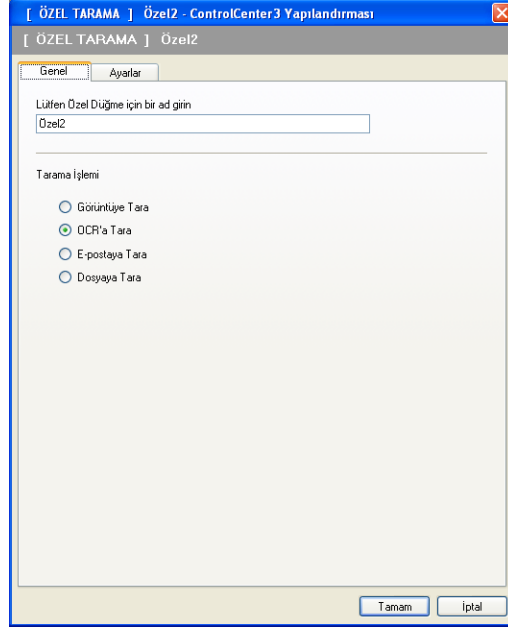 [ ÖZEL TARAMA ] Özel2 - ControlCenter3 Yapılandırması
[ ÖZEL TARAMA ] Özel2
Genel Ayarlar
Lütfen Özel Düğme için bir ad girin
Özel2
Tarama İşlemi
Görüntüye Tara
OCR'a Tara
E-postaya Tara
Dosyaya Tara
Tamam İptal